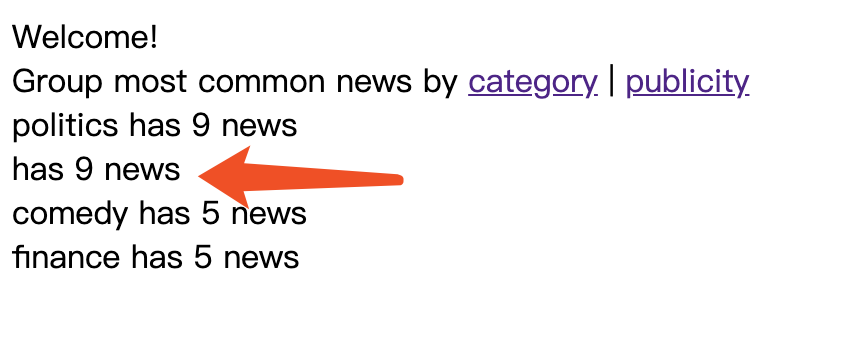 Welcome!
Group most common news by category | publicity
politics has 9 news
has 9 news
comedy has 5 news
finance has 5 news